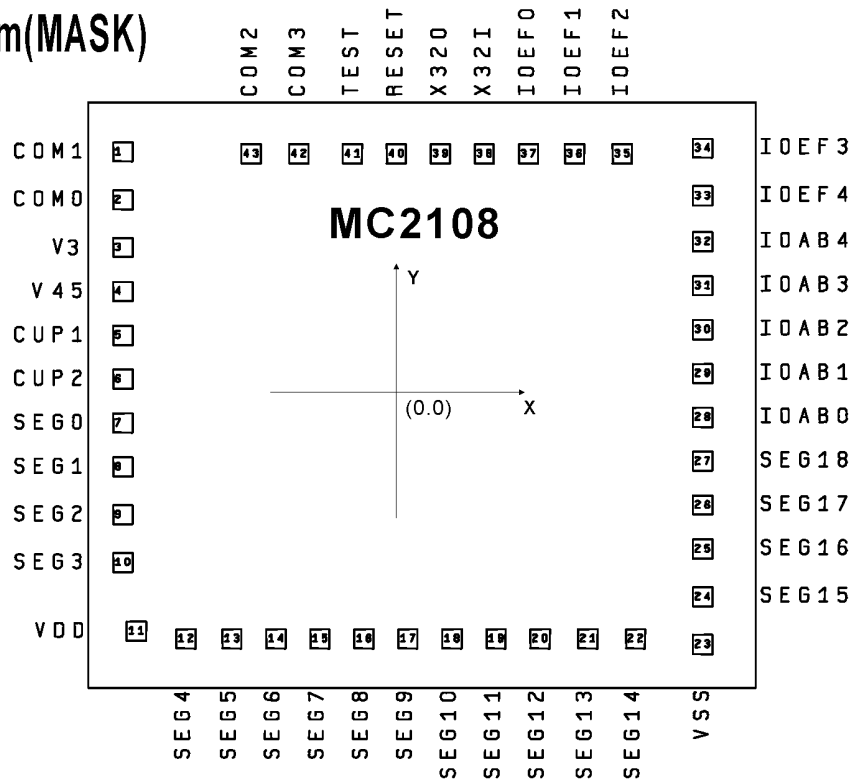 m(MASK)
COM2 COM3 TEST RESET X32O X32I IOEF0 IOEF1 IOEF2
43 42 41 40 39 38 37 36 35
COM1 1 34 IOEF3
COM0 2 33 IOEF4
MC2108
V3 3 32 IOAB4
Y
V45 4 31 IOAB3
CUP1 5 30 IOAB2
CUP2 6 29 IOAB1
(0.0) X
SEG0 7 28 IOAB0
SEG1 8 27 SEG18
SEG2 9 26 SEG17
SEG3 10 25 SEG16
24 SEG15
VDD 11
12 13 14 15 16 17 18 19 20 21 22 23
SEG4 SEG5 SEG6 SEG7 SEG8 SEG9 SEG10 SEG11 SEG12 SEG13 SEG14 VSS